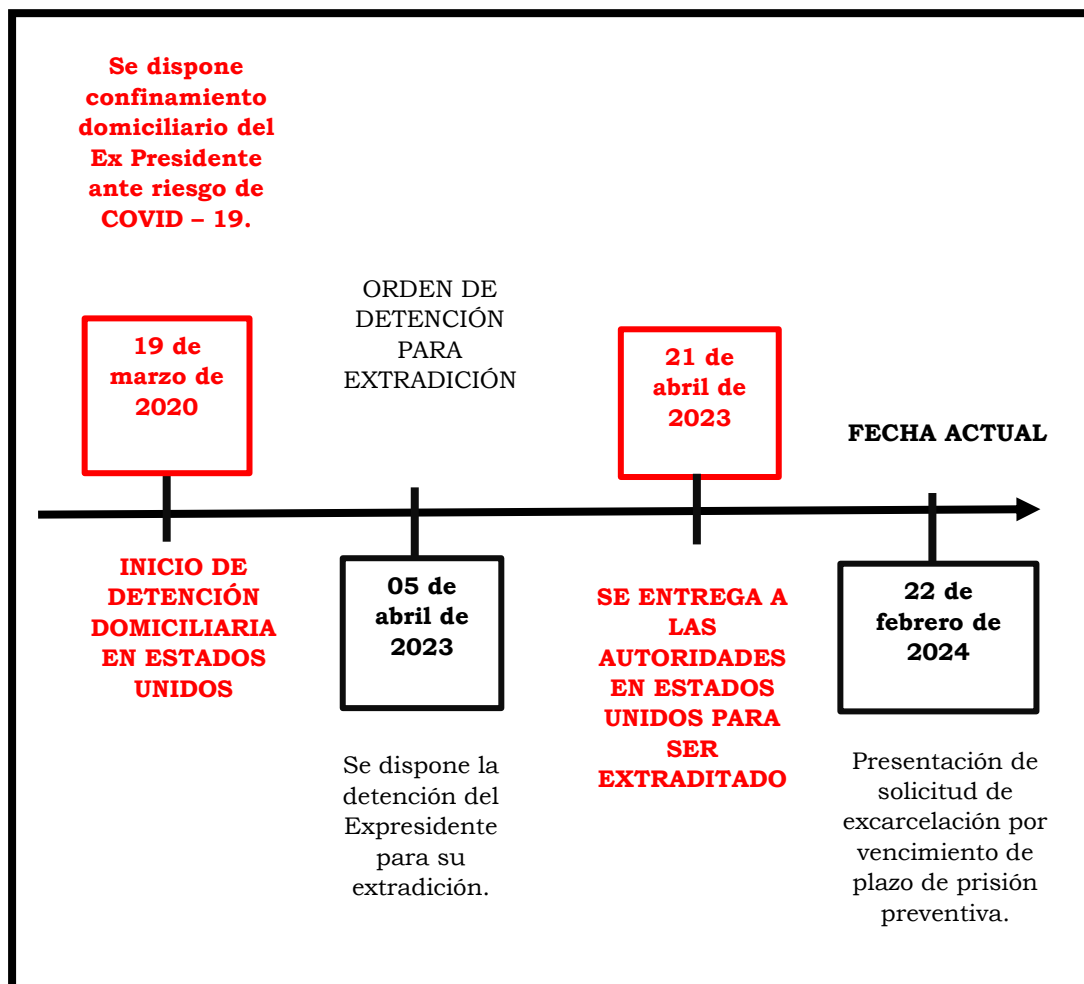 Se dispone
confinamiento
domiciliario del
Ex Presidente
ante riesgo de
COVID – 19.
19 de
marzo de
2020
INICIO DE
DETENCIÓN
DOMICILIARIA
EN ESTADOS
UNIDOS
ORDEN DE
DETENCIÓN
PARA
EXTRADICIÓN
05 de
abril de
2023
Se dispone la
detención del
Expresidente
para su
extradición.
21 de
abril de
2023
SE ENTREGA A
LAS
AUTORIDADES
EN ESTADOS
UNIDOS PARA
SER
EXTRADITADO
FECHA ACTUAL
22 de
febrero de
2024
Presentación de
solicitud de
excarcelación por
vencimiento de
plazo de prisión
preventiva.